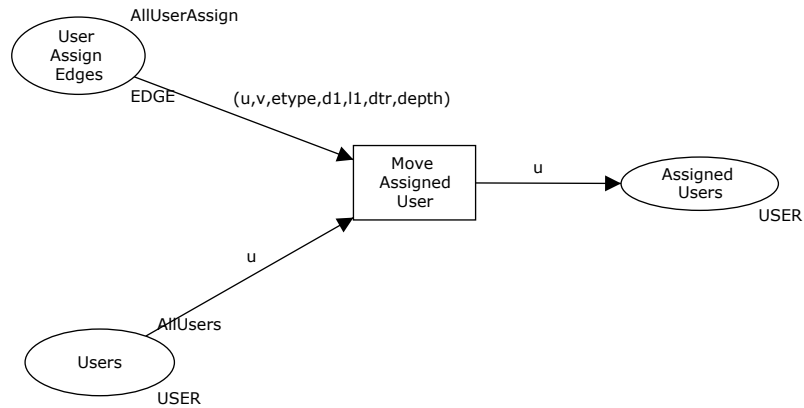 AllUserAssign
User
Assign
Edges
EDGE
(u,v,etype,d1,l1,dtr,depth)
Move
Assigned
User
u
Assigned
Users
USER
u
AllUsers
Users
USER